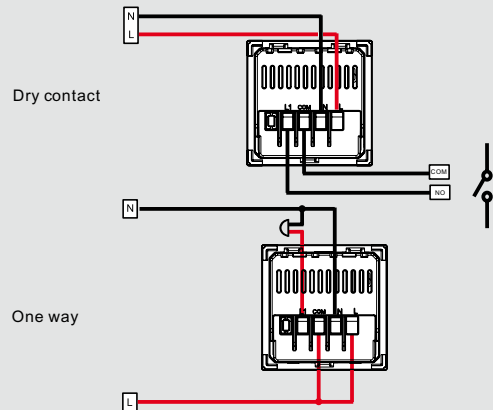 N
L
Dry contact
L1 COM N L
COM
NO
N
One way
L1 COM N L
L